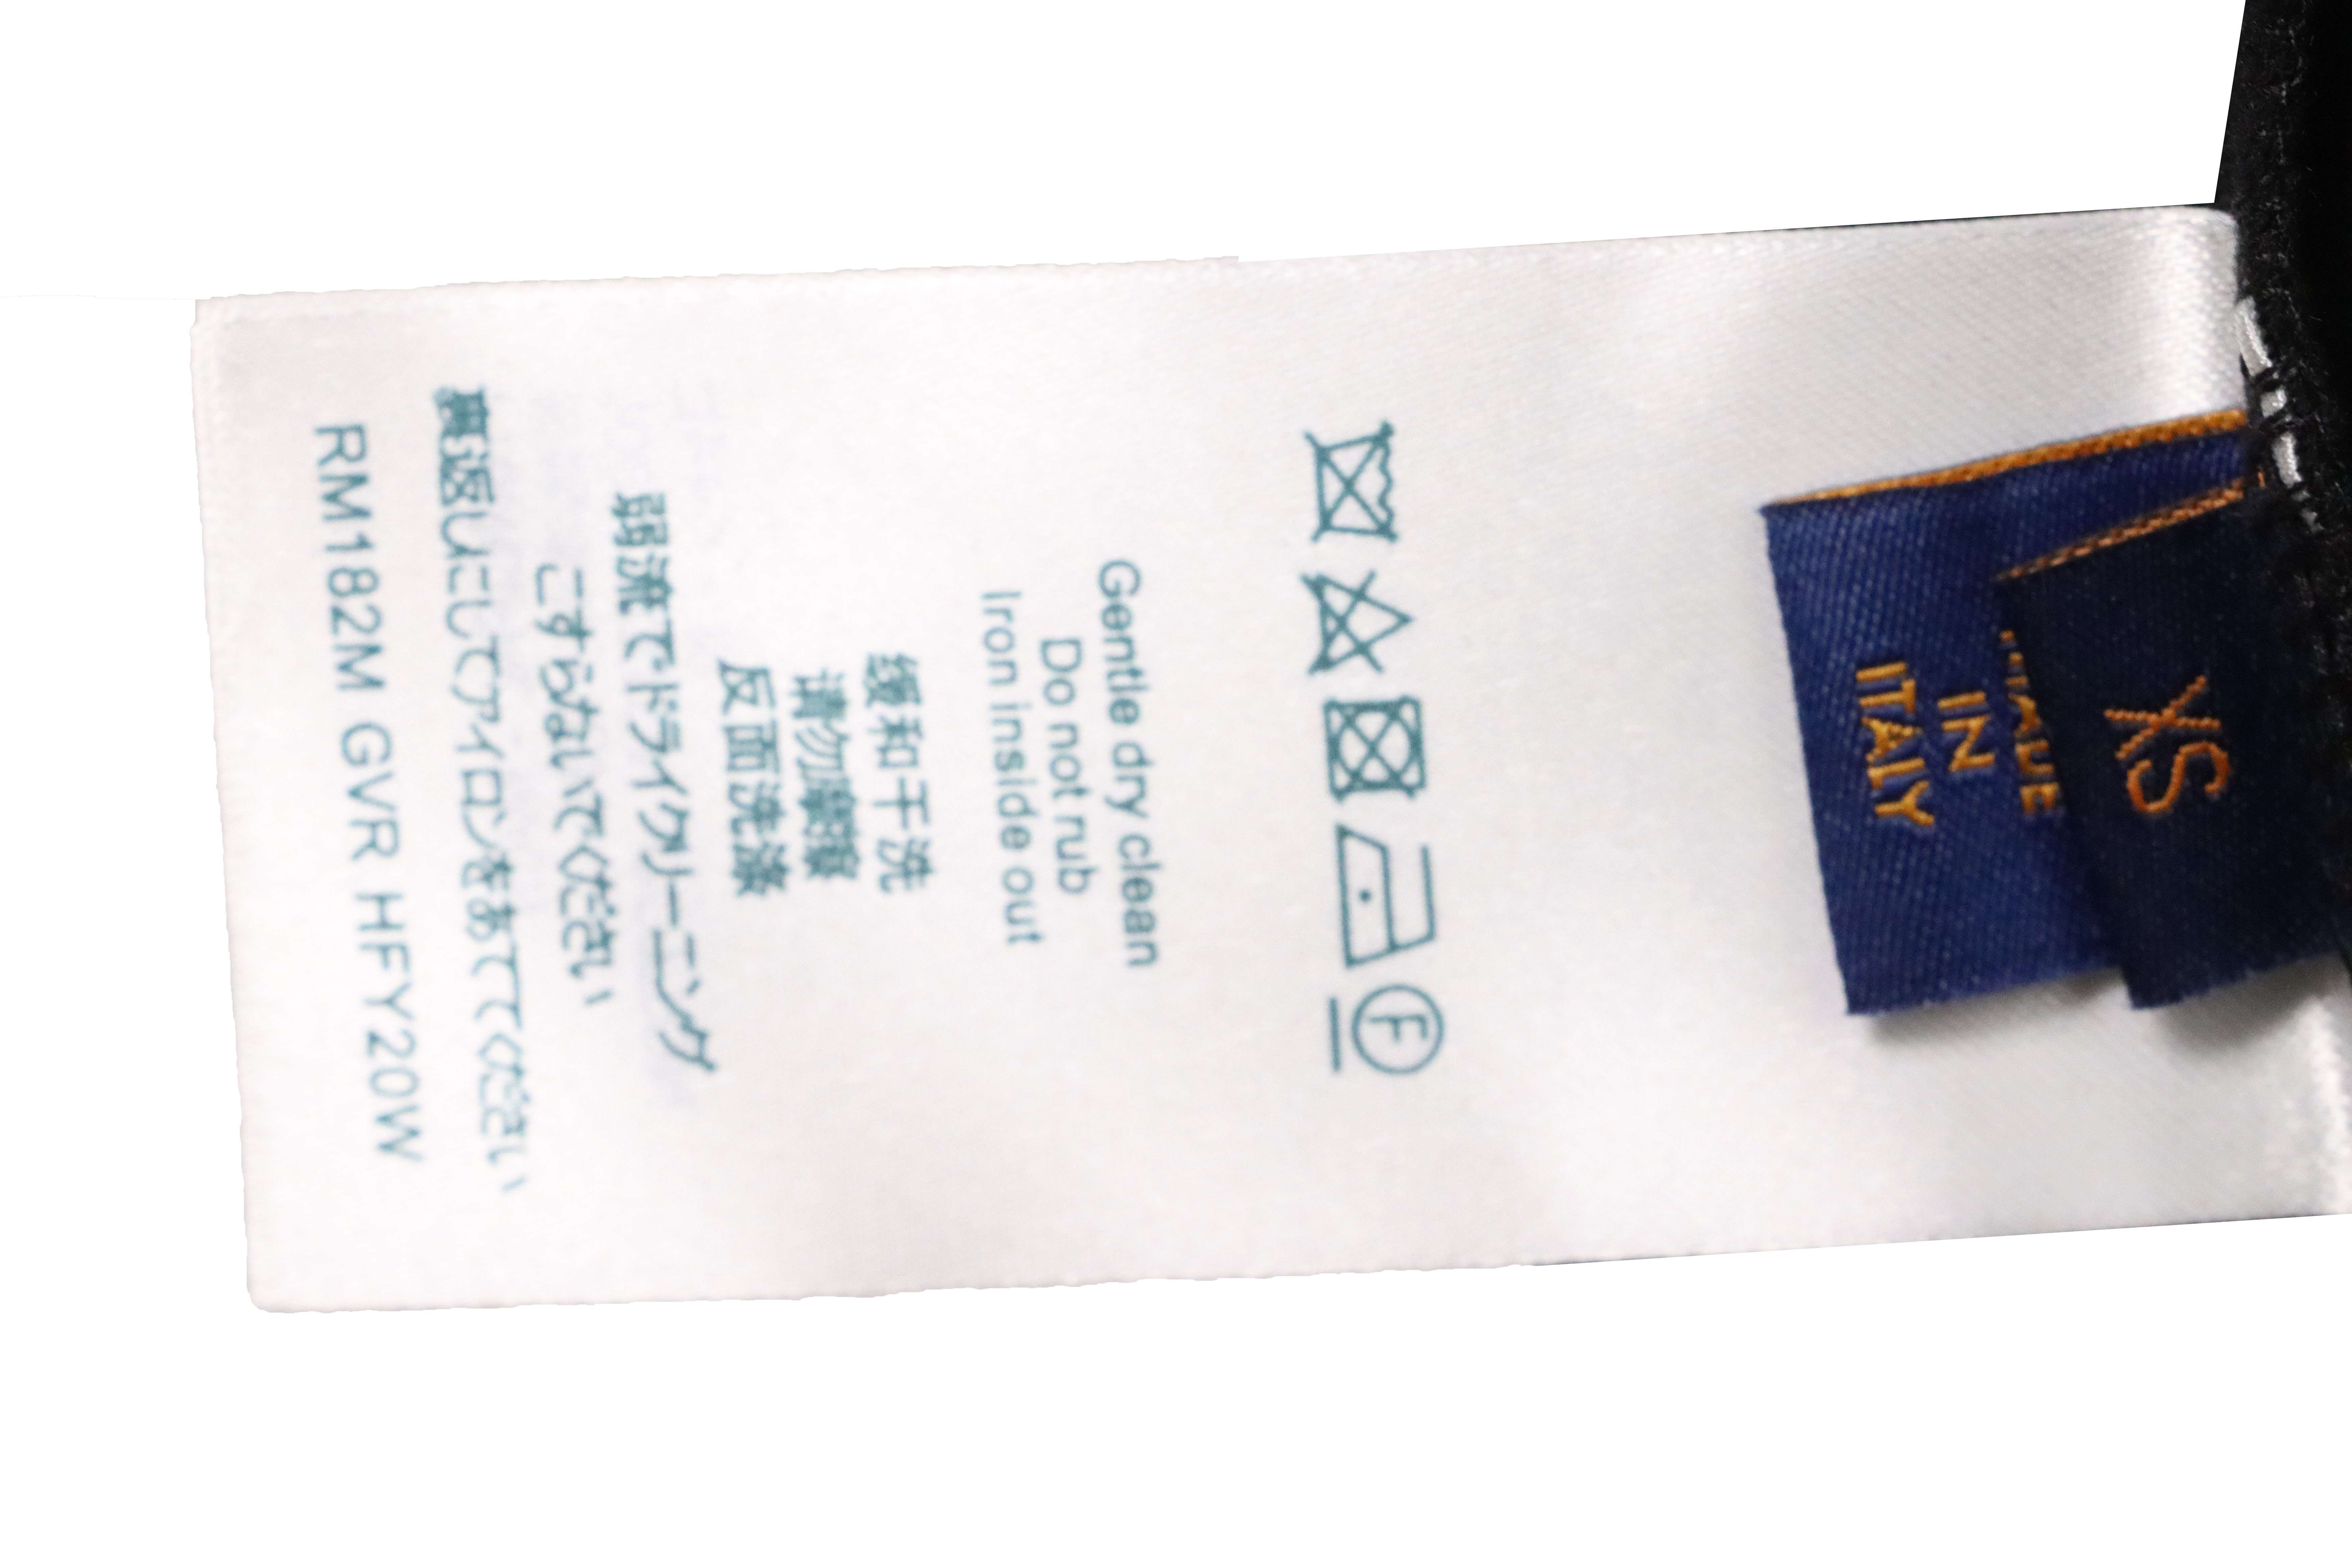 XS
MADE
IN
ITALY
F
Gentle dry clean
Do not rub
Iron inside out
缓和干洗
请勿
反面洗涤
弱流でドライクリーニング
こすらないでください
裏返しにしてアイロンをあててください
RM182M GVR HFY20W